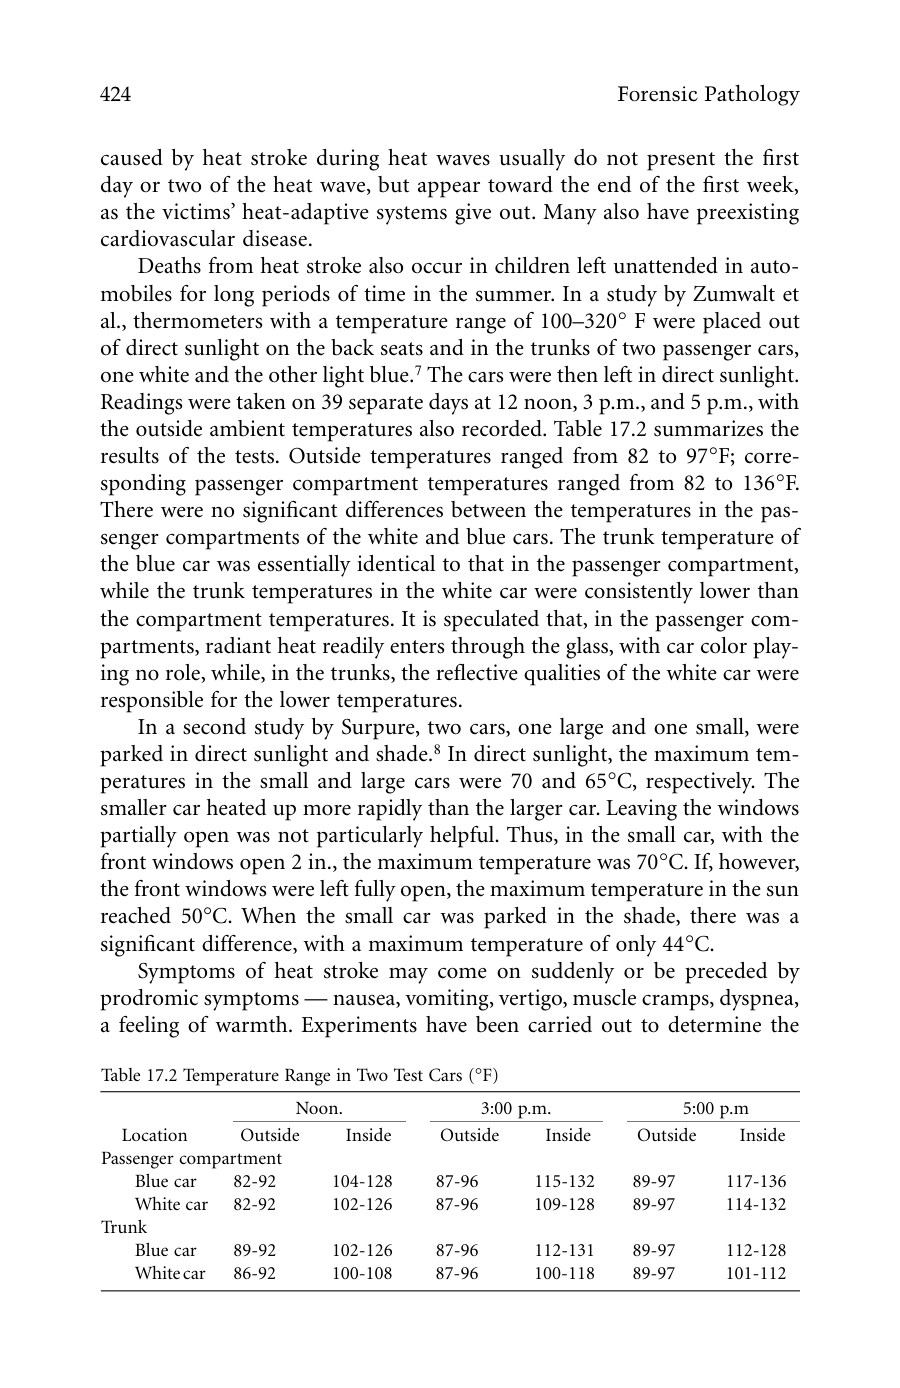 424 Forensic Pathology
caused by heat stroke during heat waves usually do not present the first
day or two of the heat wave, but appear toward the end of the first week,
as the victims’ heat-adaptive systems give out. Many also have preexisting
cardiovascular disease.
Deaths from heat stroke also occur in children left unattended in auto-
mobiles for long periods of time in the summer. In a study by Zumwalt et
al., thermometers with a temperature range of 100–320° F were placed out
of direct sunlight on the back seats and in the trunks of two passenger cars,
one white and the other light blue.⁷ The cars were then left in direct sunlight.
Readings were taken on 39 separate days at 12 noon, 3 p.m., and 5 p.m., with
the outside ambient temperatures also recorded. Table 17.2 summarizes the
results of the tests. Outside temperatures ranged from 82 to 97°F; corre-
sponding passenger compartment temperatures ranged from 82 to 136°F.
There were no significant differences between the temperatures in the pas-
senger compartments of the white and blue cars. The trunk temperature of
the blue car was essentially identical to that in the passenger compartment,
while the trunk temperatures in the white car were consistently lower than
the compartment temperatures. It is speculated that, in the passenger com-
partments, radiant heat readily enters through the glass, with car color play-
ing no role, while, in the trunks, the reflective qualities of the white car were
responsible for the lower temperatures.
In a second study by Surpure, two cars, one large and one small, were
parked in direct sunlight and shade.⁸ In direct sunlight, the maximum tem-
peratures in the small and large cars were 70 and 65°C, respectively. The
smaller car heated up more rapidly than the larger car. Leaving the windows
partially open was not particularly helpful. Thus, in the small car, with the
front windows open 2 in., the maximum temperature was 70°C. If, however,
the front windows were left fully open, the maximum temperature in the sun
reached 50°C. When the small car was parked in the shade, there was a
significant difference, with a maximum temperature of only 44°C.
Symptoms of heat stroke may come on suddenly or be preceded by
prodromic symptoms — nausea, vomiting, vertigo, muscle cramps, dyspnea,
a feeling of warmth. Experiments have been carried out to determine the
Table 17.2 Temperature Range in Two Test Cars (°F)
Noon. 3:00 p.m. 5:00 p.m
Location Outside Inside Outside Inside Outside Inside
Passenger compartment
Blue car 82-92 104-128 87-96 115-132 89-97 117-136
White car 82-92 102-126 87-96 109-128 89-97 114-132
Trunk
Blue car 89-92 102-126 87-96 112-131 89-97 112-128
White car 86-92 100-108 87-96 100-118 89-97 101-112